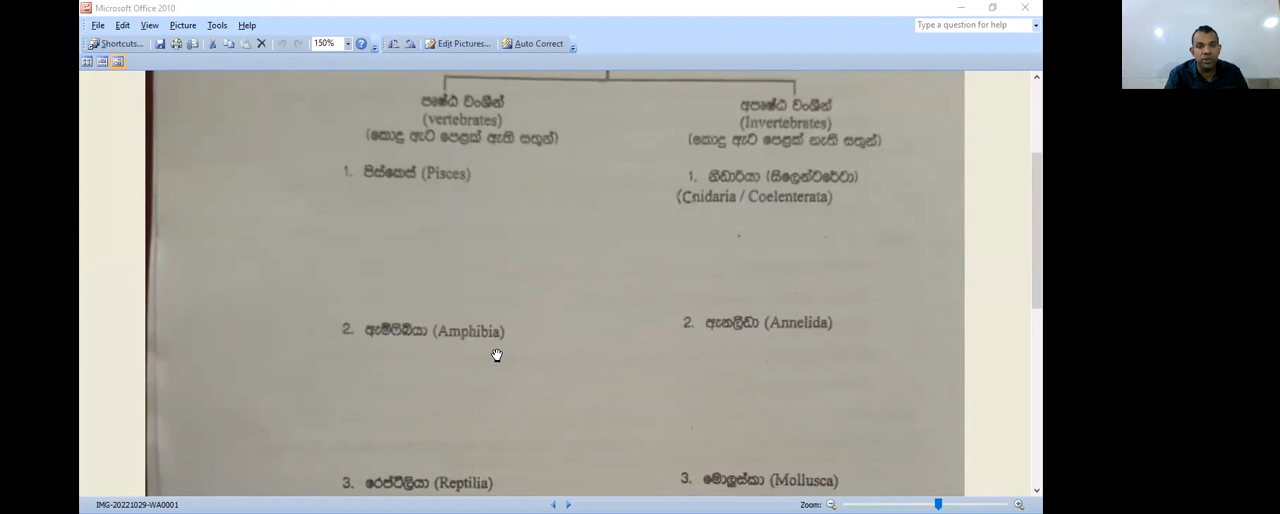 Microsoft Office 2010
File Edit View Picture Tools Help
Type a question for help
Shortcuts... 150% Edit Pictures... Auto Correct
පෘෂ්ඨ වංශීන්
(vertebrates)
(කොඳු ඇට පෙළක් ඇති සතුන්)
1. පිස්කෙස් (Pisces)
2. ඇම්ෆිබියා (Amphibia)
3. රෙප්ටීලියා (Reptilia)
අපෘෂ්ඨ වංශීන්
(Invertebrates)
(කොඳු ඇට පෙළක් නැති සතුන්)
1. නිඩාරියා (සිලෙන්ටරේටා)
(Cnidaria / Coelenterata)
2. ඇනලිඩා (Annelida)
3. මොලුස්කා (Mollusca)
IMG-20221029-WA0001
Zoom: